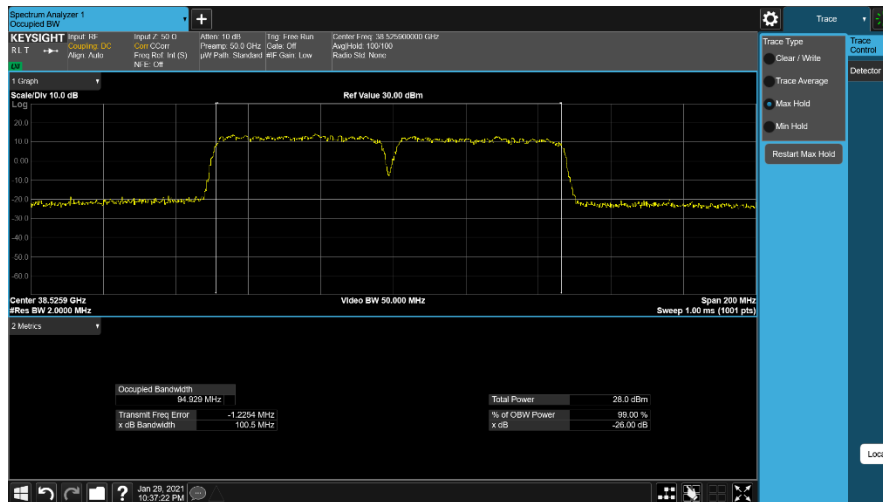 Spectrum Analyzer 1
Occupied BW
+
Trace
KEYSIGHT
Input: RF
Input Z: 50 Ω
Atten: 10 dB
Trig: Free Run
Center Freq: 38.525900000 GHz
RLT
Coupling: DC
Corr CCorr
Preamp: 50.0 GHz
Gate: Off
Avg|Hold: 100/100
Align: Auto
Freq Ref: Int (S)
µW Path: Standard
#IF Gain: Low
Radio Std: None
NFE: Off
Trace Type
Clear / Write
Trace Average
Max Hold
Min Hold
Restart Max Hold
Trace Control
Detector
1 Graph
Scale/Div 10.0 dB
Ref Value 30.00 dBm
Log
20.0
10.0
0.00
-10.0
-20.0
-30.0
-40.0
-50.0
-60.0
Center 38.5259 GHz
Video BW 50.000 MHz
Span 200 MHz
#Res BW 2.0000 MHz
Sweep 1.00 ms (1001 pts)
2 Metrics
Occupied Bandwidth
94.929 MHz
Total Power 28.0 dBm
Transmit Freq Error -1.2254 MHz
% of OBW Power 99.00 %
x dB Bandwidth 100.5 MHz
x dB -26.00 dB
Loca
?
Jan 29, 2021
10:37:22 PM